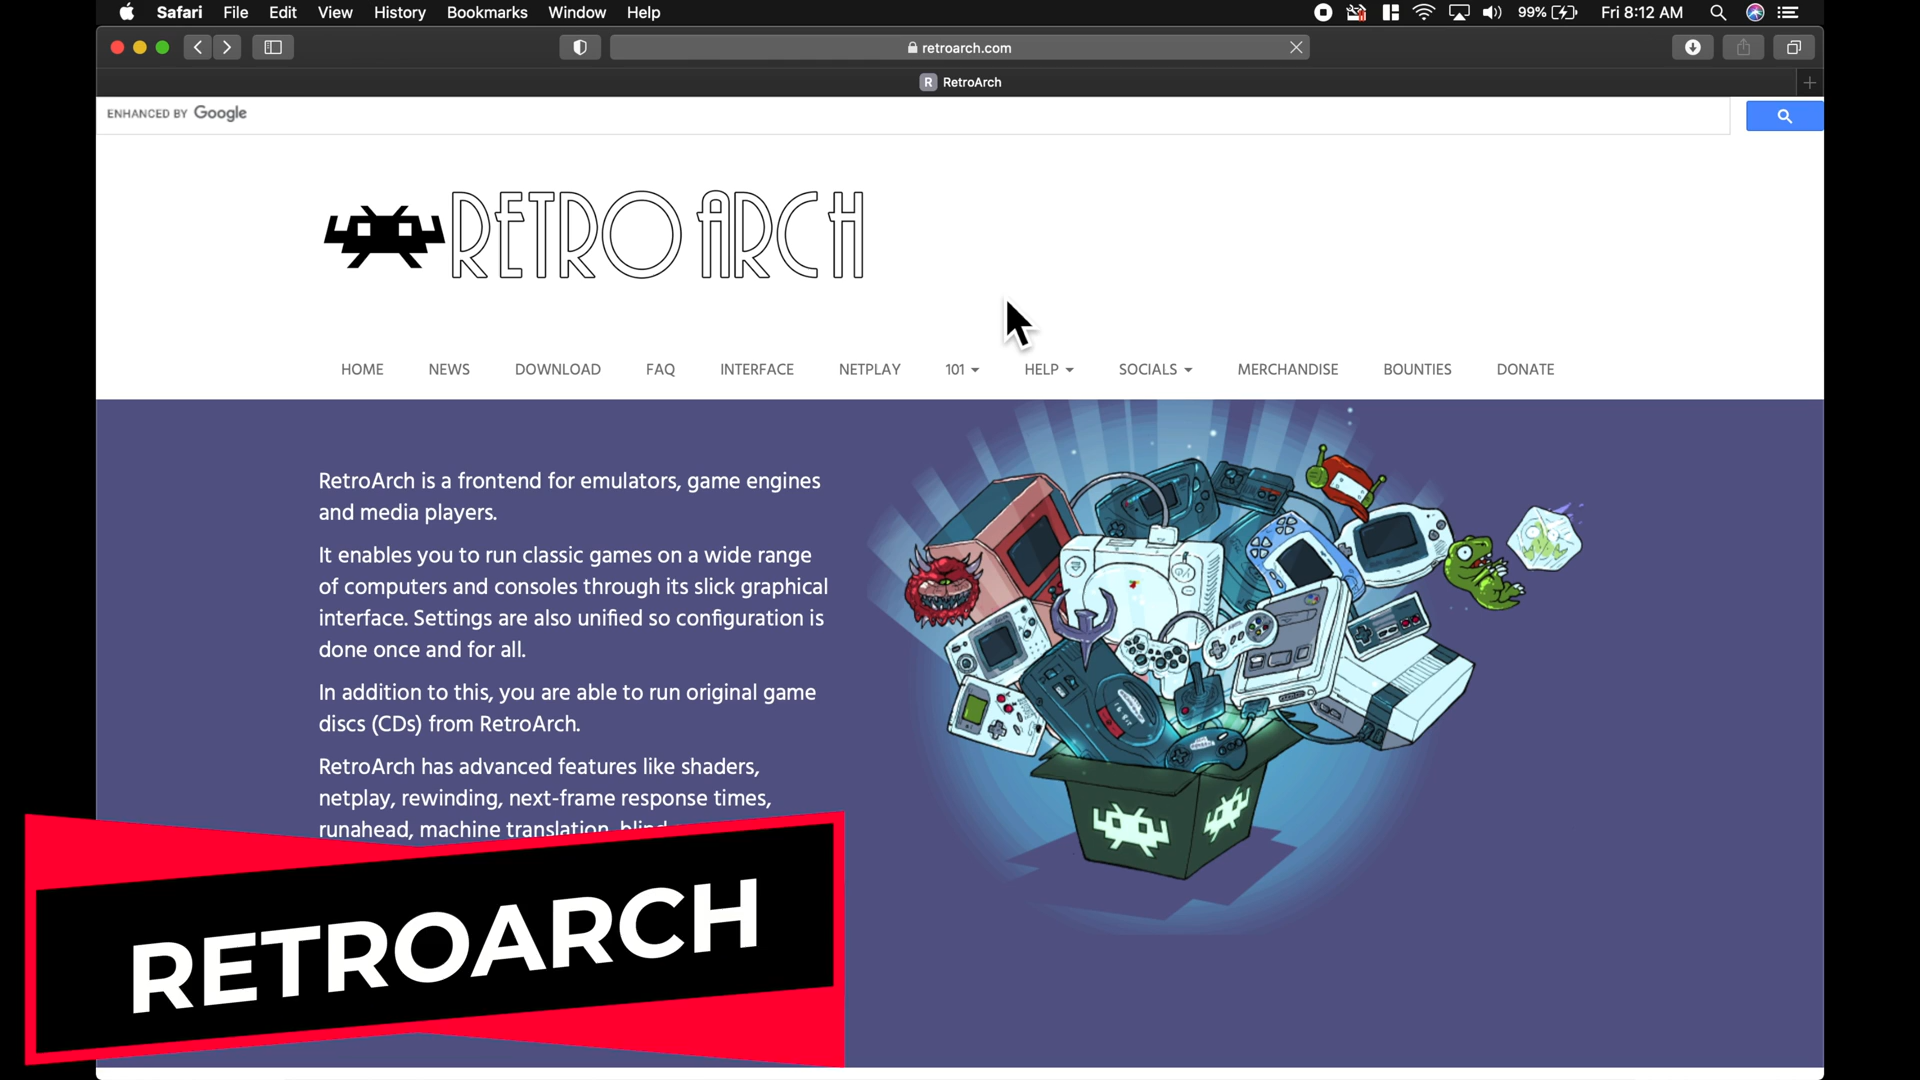 Safari File Edit View History Bookmarks Window Help
99% Fri 8:12 AM
retroarch.com
R RetroArch
ENHANCED BY Google
RETRO ARCH
HOME NEWS DOWNLOAD FAQ INTERFACE NETPLAY 101 HELP SOCIALS MERCHANDISE BOUNTIES DONATE
RetroArch is a frontend for emulators, game engines
and media players.
It enables you to run classic games on a wide range
of computers and consoles through its slick graphical
interface. Settings are also unified so configuration is
done once and for all.
In addition to this, you are able to run original game
discs (CDs) from RetroArch.
RetroArch has advanced features like shaders,
netplay, rewinding, next-frame response times,
runahead, machine translation,
16 BIT
RETROARCH